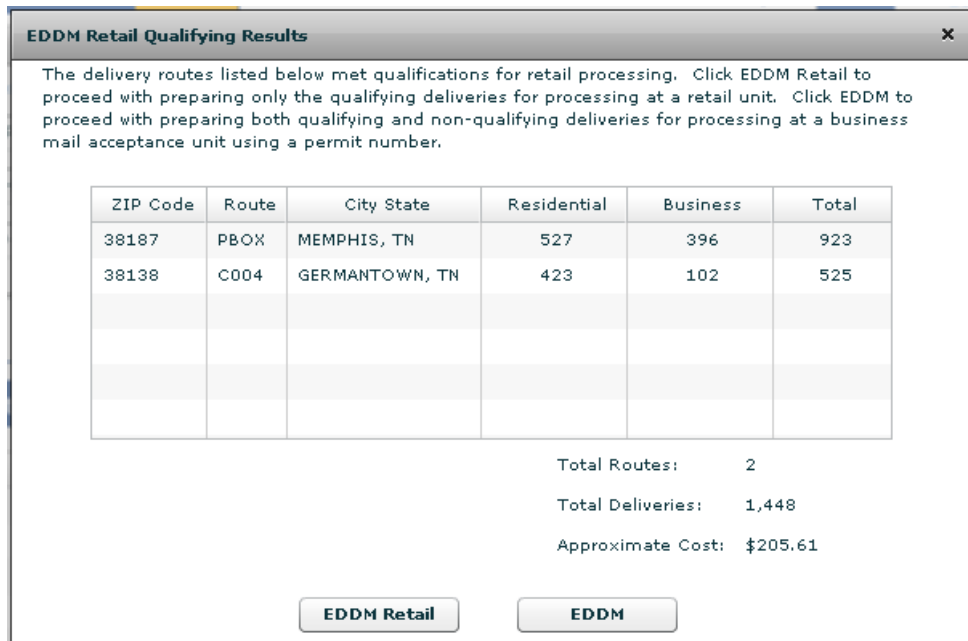 EDDM Retail Qualifying Results x
The delivery routes listed below met qualifications for retail processing. Click EDDM Retail to
proceed with preparing only the qualifying deliveries for processing at a retail unit. Click EDDM to
proceed with preparing both qualifying and non-qualifying deliveries for processing at a business
mail acceptance unit using a permit number.
ZIP Code Route City State Residential Business Total
38187 PBOX MEMPHIS, TN 527 396 923
38138 C004 GERMANTOWN, TN 423 102 525
Total Routes: 2
Total Deliveries: 1,448
Approximate Cost: $205.61
EDDM Retail EDDM